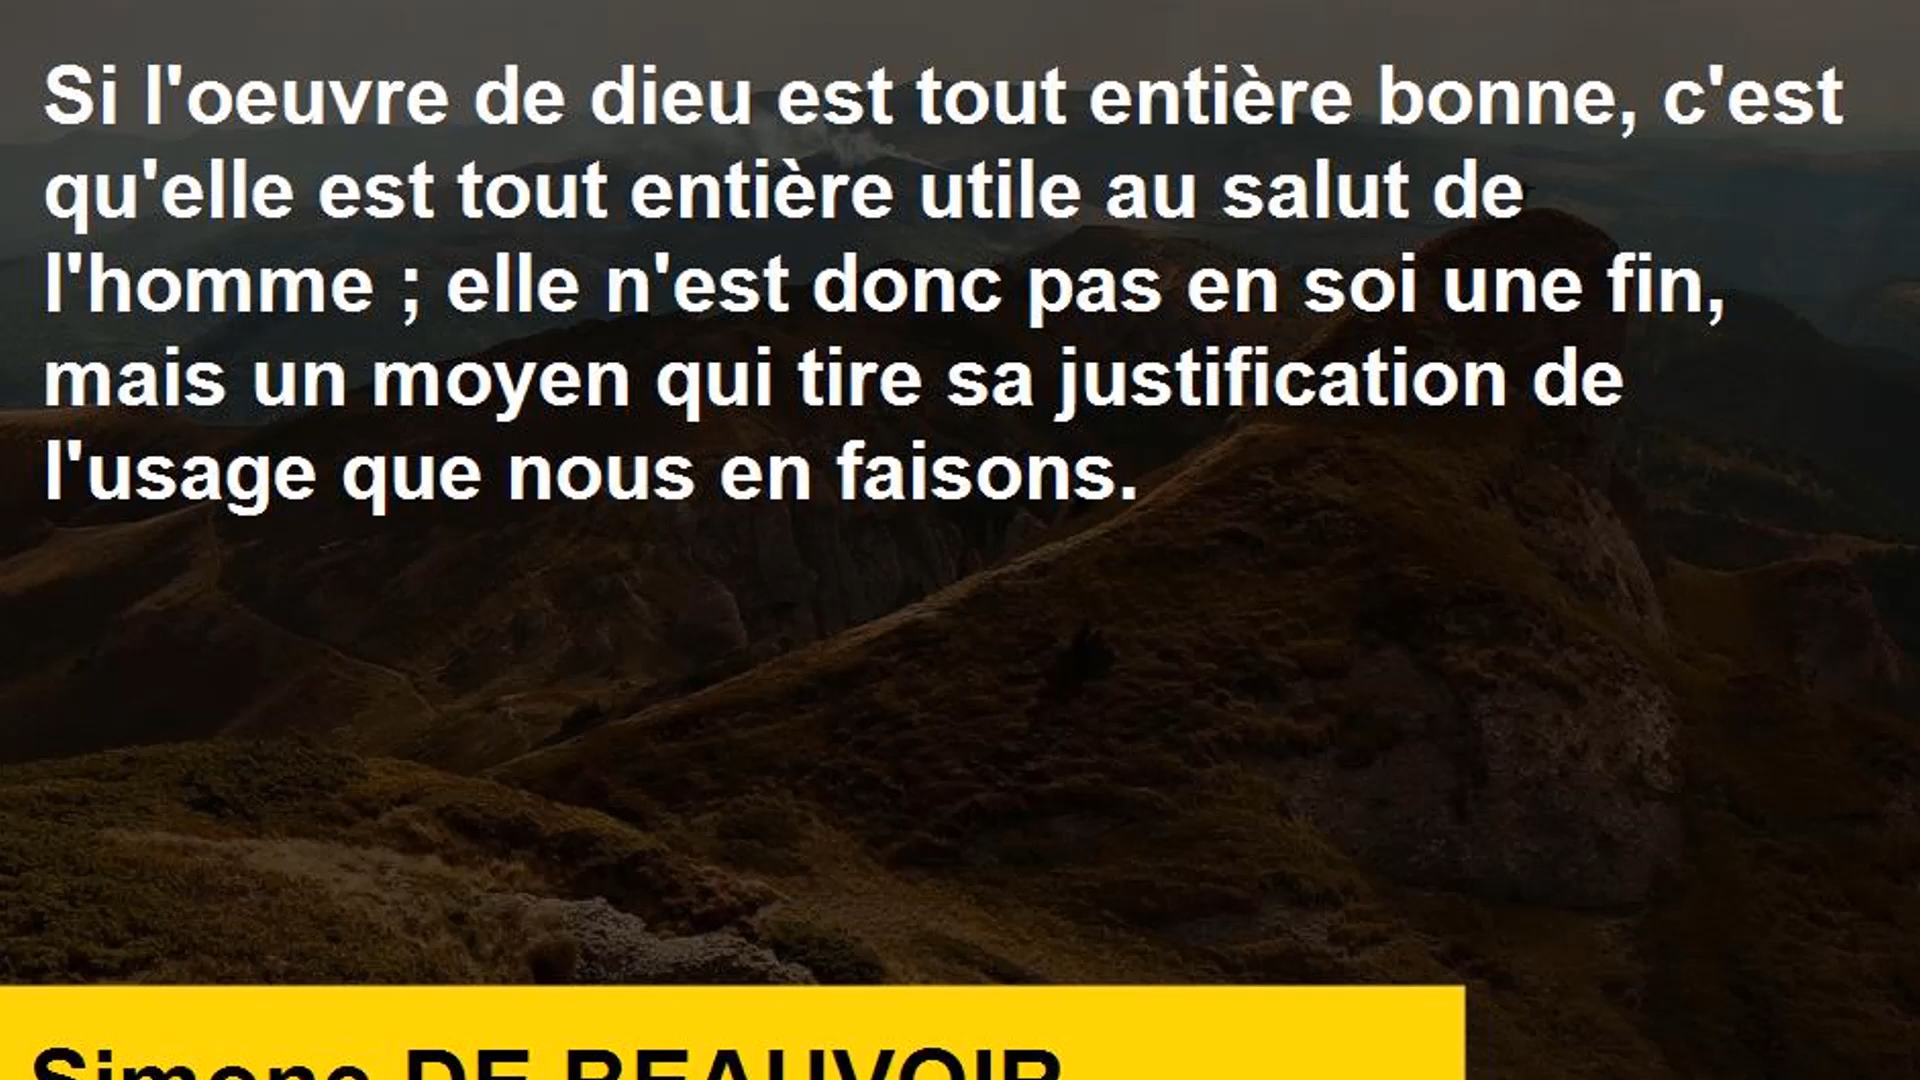 Si l'oeuvre de dieu est tout entière bonne, c'est
qu'elle est tout entière utile au salut de
l'homme ; elle n'est donc pas en soi une fin,
mais un moyen qui tire sa justification de
l'usage que nous en faisons.
Simone DE BEAUVOIR